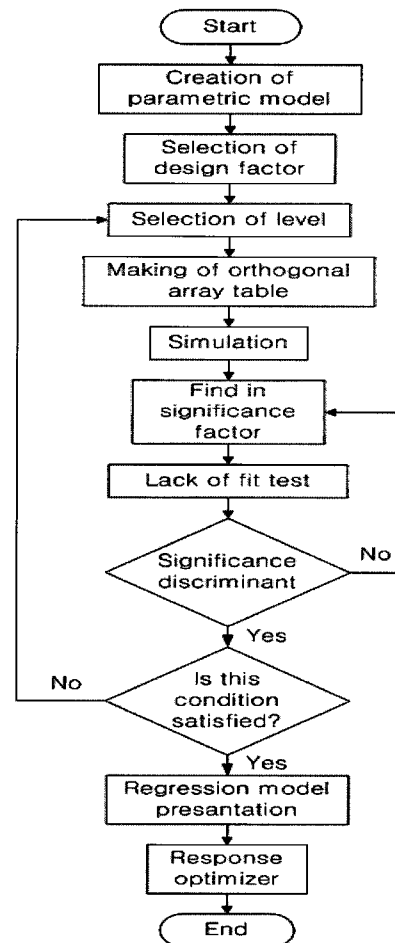 Start
Creation of
parametric model
Selection of
design factor
Selection of level
Making of orthogonal
array table
Simulation
Find in
significance
factor
Lack of fit test
Significance
discriminant
No
Yes
No
Is this
condition
satisfied?
Yes
Regression model
presantation
Response
optimizer
End